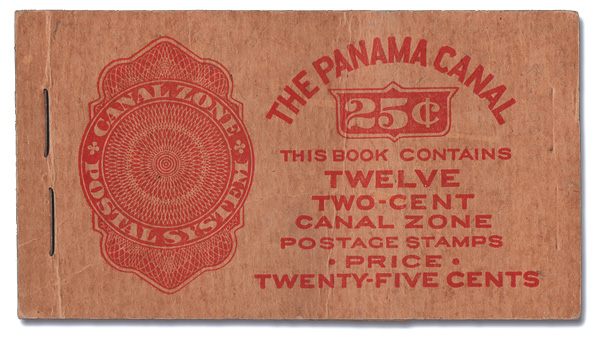 CANAL ZONE
POSTAL SYSTEM
THE PANAMA CANAL
25¢
THIS BOOK CONTAINS
TWELVE
TWO-CENT
CANAL ZONE
POSTAGE STAMPS
• PRICE •
TWENTY-FIVE CENTS